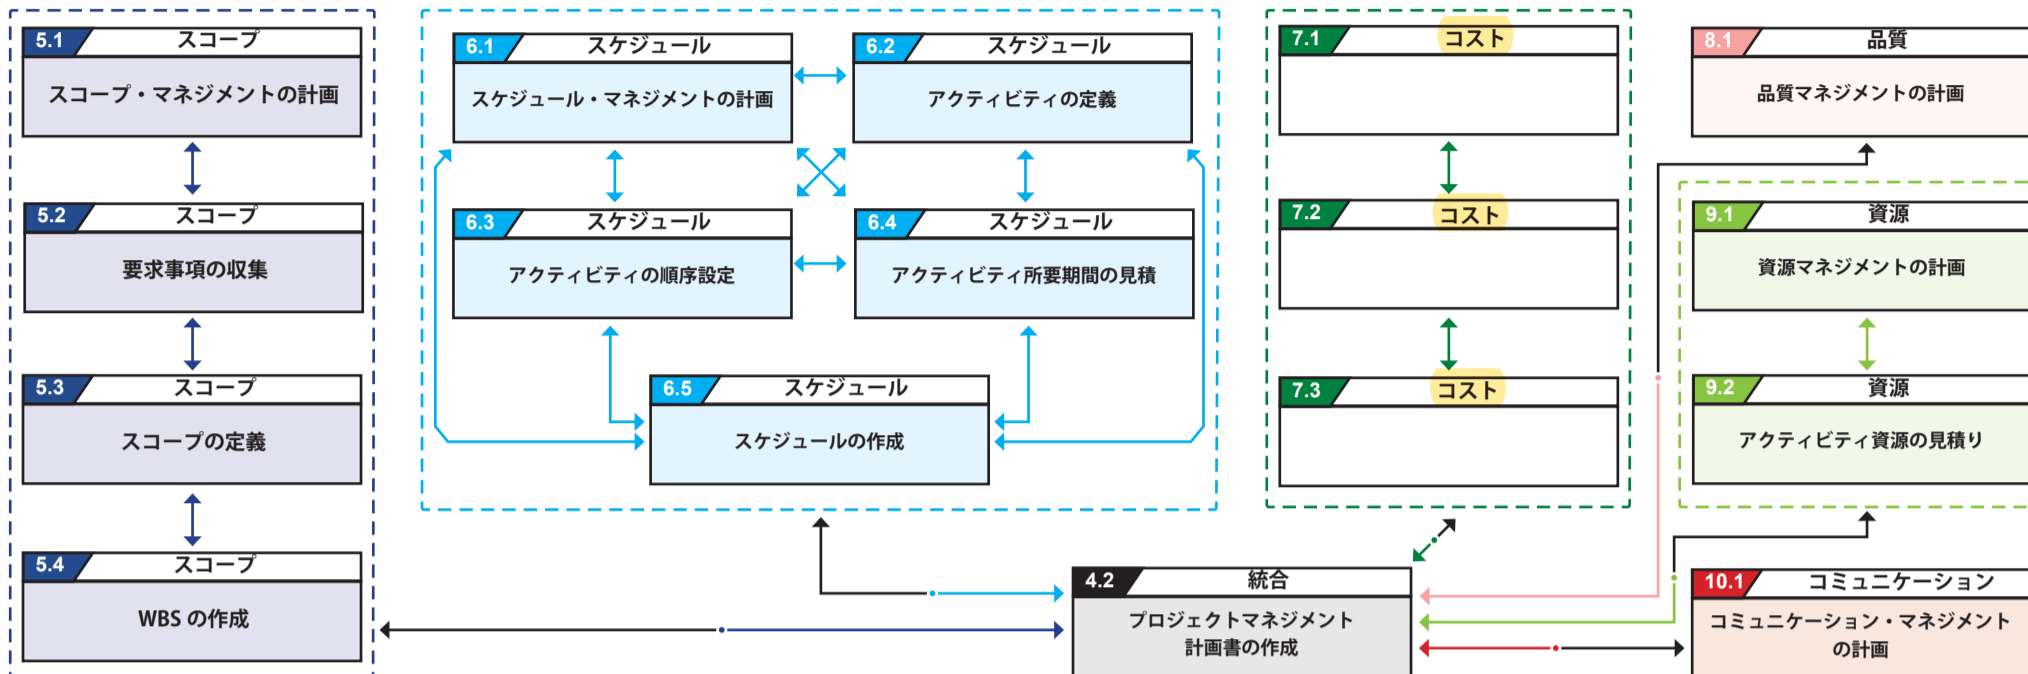 5.1 スコープ
スコープ・マネジメントの計画
5.2 スコープ
要求事項の収集
5.3 スコープ
スコープの定義
5.4 スコープ
WBS の作成
6.1 スケジュール
スケジュール・マネジメントの計画
6.2 スケジュール
アクティビティの定義
6.3 スケジュール
アクティビティの順序設定
6.4 スケジュール
アクティビティ所要期間の見積
6.5 スケジュール
スケジュールの作成
7.1 コスト
7.2 コスト
7.3 コスト
4.2 統合
プロジェクトマネジメント
計画書の作成
8.1 品質
品質マネジメントの計画
9.1 資源
資源マネジメントの計画
9.2 資源
アクティビティ資源の見積り
10.1 コミュニケーション
コミュニケーション・マネジメント
の計画